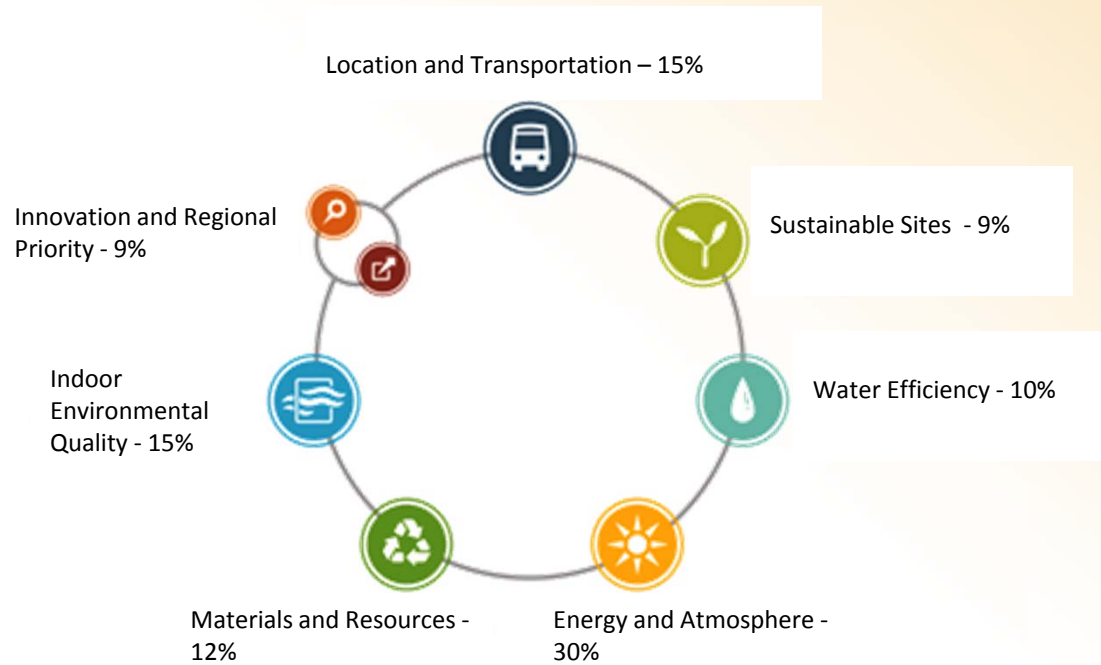 Location and Transportation – 15%
Innovation and Regional
Priority - 9%
Sustainable Sites - 9%
Indoor
Environmental
Quality - 15%
Water Efficiency - 10%
Materials and Resources -
12%
Energy and Atmosphere -
30%